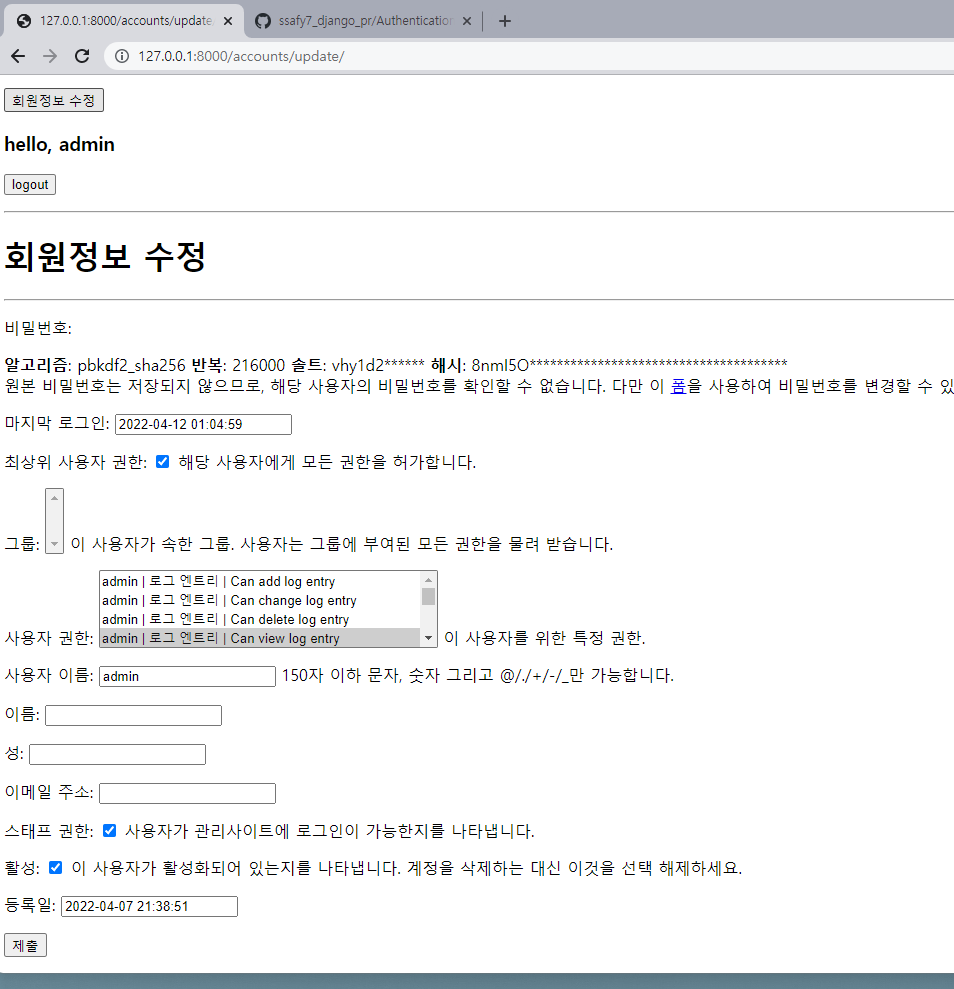 127.0.0.1:8000/accounts/update
ssafy7_django_pr/Authentication
127.0.0.1:8000/accounts/update/
회원정보 수정
hello, admin
logout
회원정보 수정
비밀번호:
알고리즘: pbkdf2_sha256 반복: 216000 솔트: vhy1d2****** 해시: 8nmI5O**************************************
원본 비밀번호는 저장되지 않으므로, 해당 사용자의 비밀번호를 확인할 수 없습니다. 다만 이 폼을 사용하여 비밀번호를 변경할 수 있
마지막 로그인: 2022-04-12 01:04:59
최상위 사용자 권한: 해당 사용자에게 모든 권한을 허가합니다.
그룹: 이 사용자가 속한 그룹. 사용자는 그룹에 부여된 모든 권한을 물려 받습니다.
admin | 로그 엔트리 | Can add log entry
admin | 로그 엔트리 | Can change log entry
admin | 로그 엔트리 | Can delete log entry
사용자 권한: admin | 로그 엔트리 | Can view log entry 이 사용자를 위한 특정 권한.
사용자 이름: admin 150자 이하 문자, 숫자 그리고 @/./+/-/_만 가능합니다.
이름:
성:
이메일 주소:
스태프 권한: 사용자가 관리사이트에 로그인이 가능한지를 나타냅니다.
활성: 이 사용자가 활성화되어 있는지를 나타냅니다. 계정을 삭제하는 대신 이것을 선택 해제하세요.
등록일: 2022-04-07 21:38:51
제출